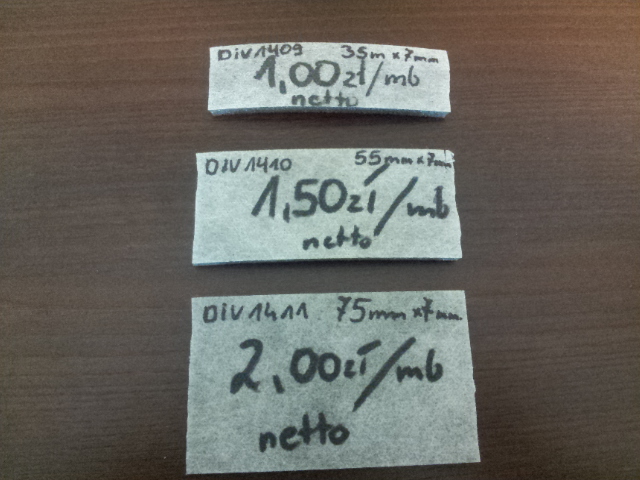 DiV1409 35m x 7mm
1,00zł/mb
netto
DiV1410 55mm x 7mm
1,50zł/mb
netto
DiV1411 75mm x 7mm
2,00zł/mb
netto